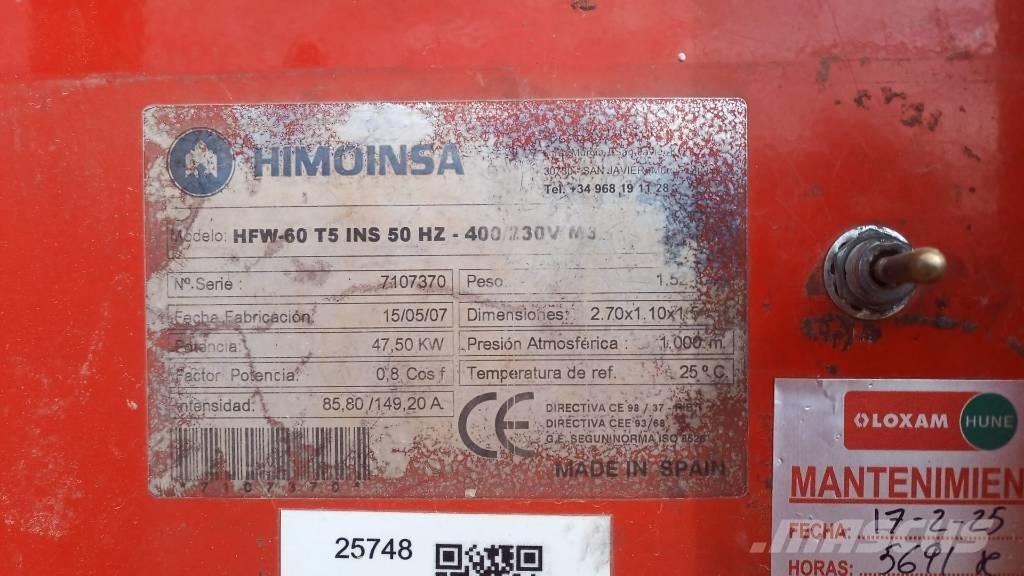 HIMOINSA
SAN JAVIER
Tel. +34 968 19 11 28
Modelo: HFW-60 T5 INS 50 HZ - 400/230V
Nº.Serie : 7107370
Peso
Fecha Fabricación: 15/05/07
Dimensiones: 2.70x1.10x
Potencia: 47,50 KW
Presión Atmosférica : 1.000 m.
Factor Potencia: 0,8 Cos f
Temperatura de ref. 25 º C
Intensidad: 85,80 /149,20 A
CE
DIRECTIVA CE 98 / 37
DIRECTIVA CEE 93/68
G.E. SEGUN NORMA ISO 8528
*7107370*
MADE IN SPAIN
25748
LOXAM HUNE
MANTENIMIEN
FECHA: 17-2-25
HORAS: 5691
MASCUS